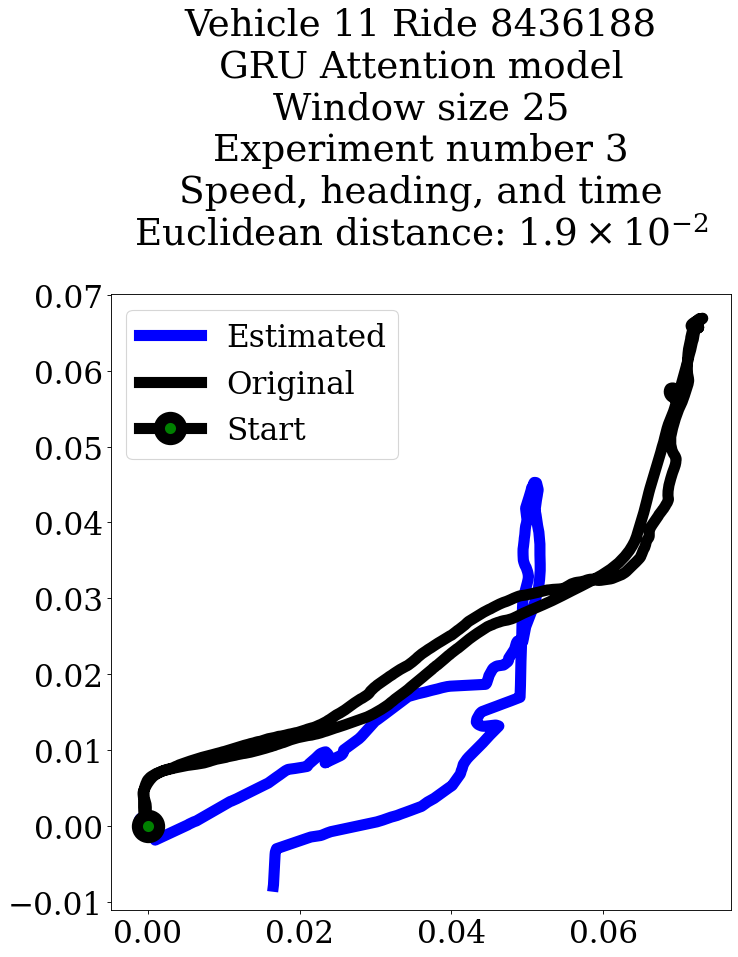 Vehicle 11 Ride 8436188
GRU Attention model
Window size 25
Experiment number 3
Speed, heading, and time
Euclidean distance: 1.9 × 10⁻²
0.07
0.06
0.05
0.04
0.03
0.02
0.01
0.00
−0.01
Estimated
Original
Start
0.00 0.02 0.04 0.06